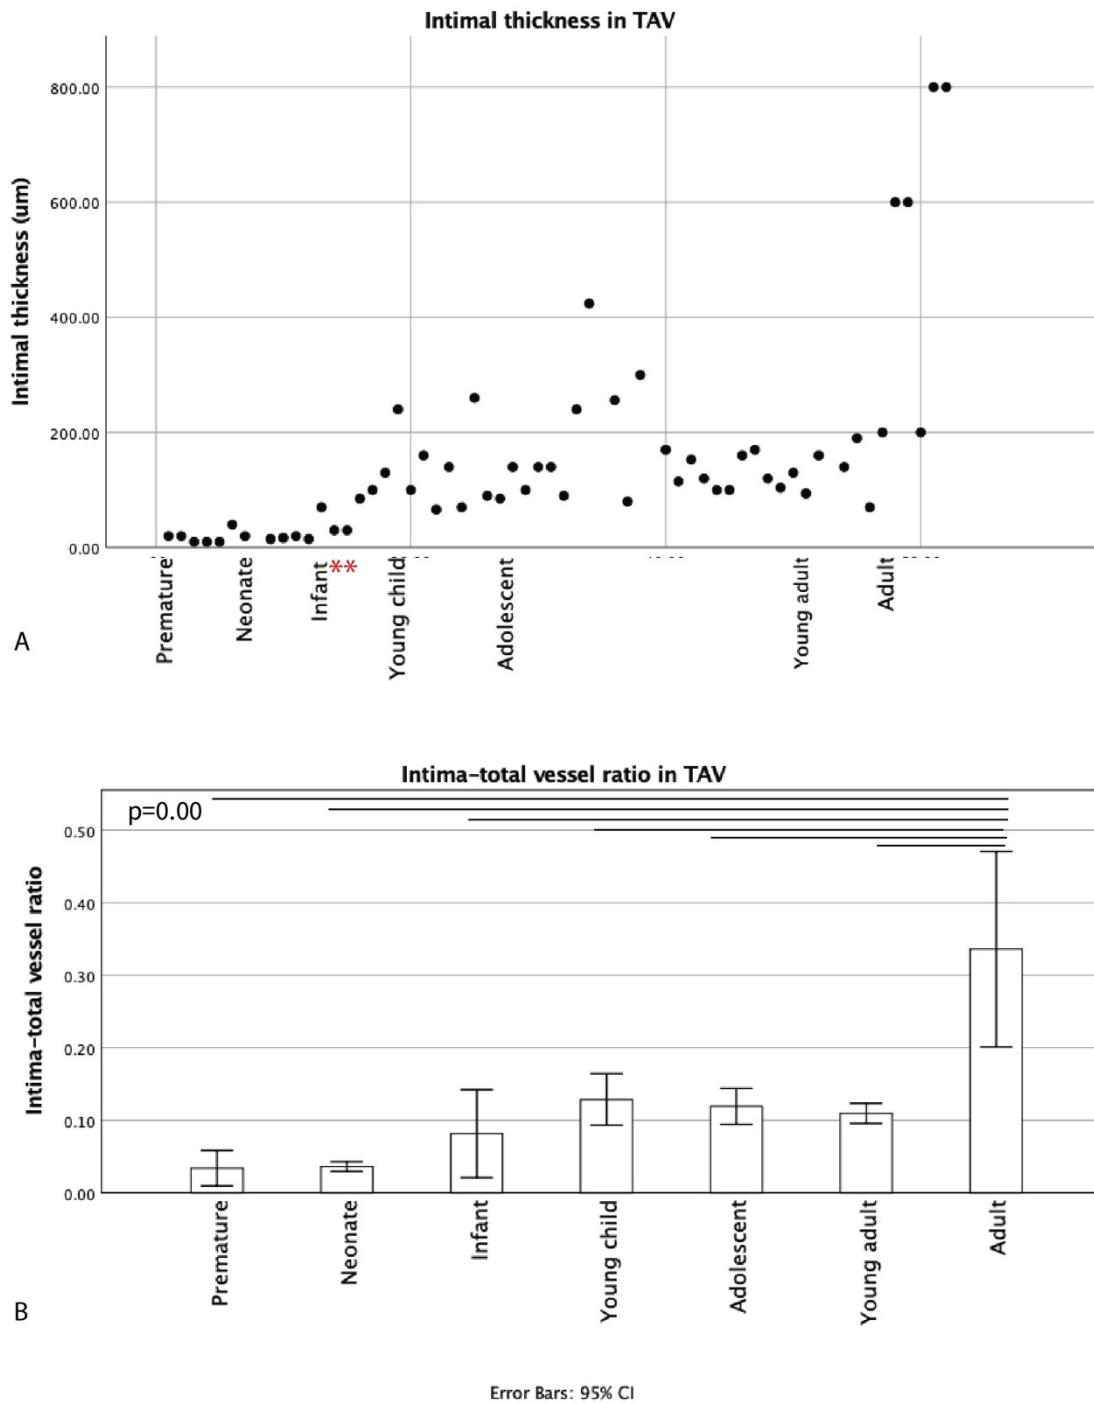 Intimal thickness in TAV
Intimal thickness (um)
800.00
600.00
400.00
200.00
0.00
Premature
Neonate
Infant
**
Young child
Adolescent
Young adult
Adult
A
Intima-total vessel ratio in TAV
p=0.00
Intima-total vessel ratio
0.50
0.40
0.30
0.20
0.10
0.00
Premature
Neonate
Infant
Young child
Adolescent
Young adult
Adult
B
Error Bars: 95% CI